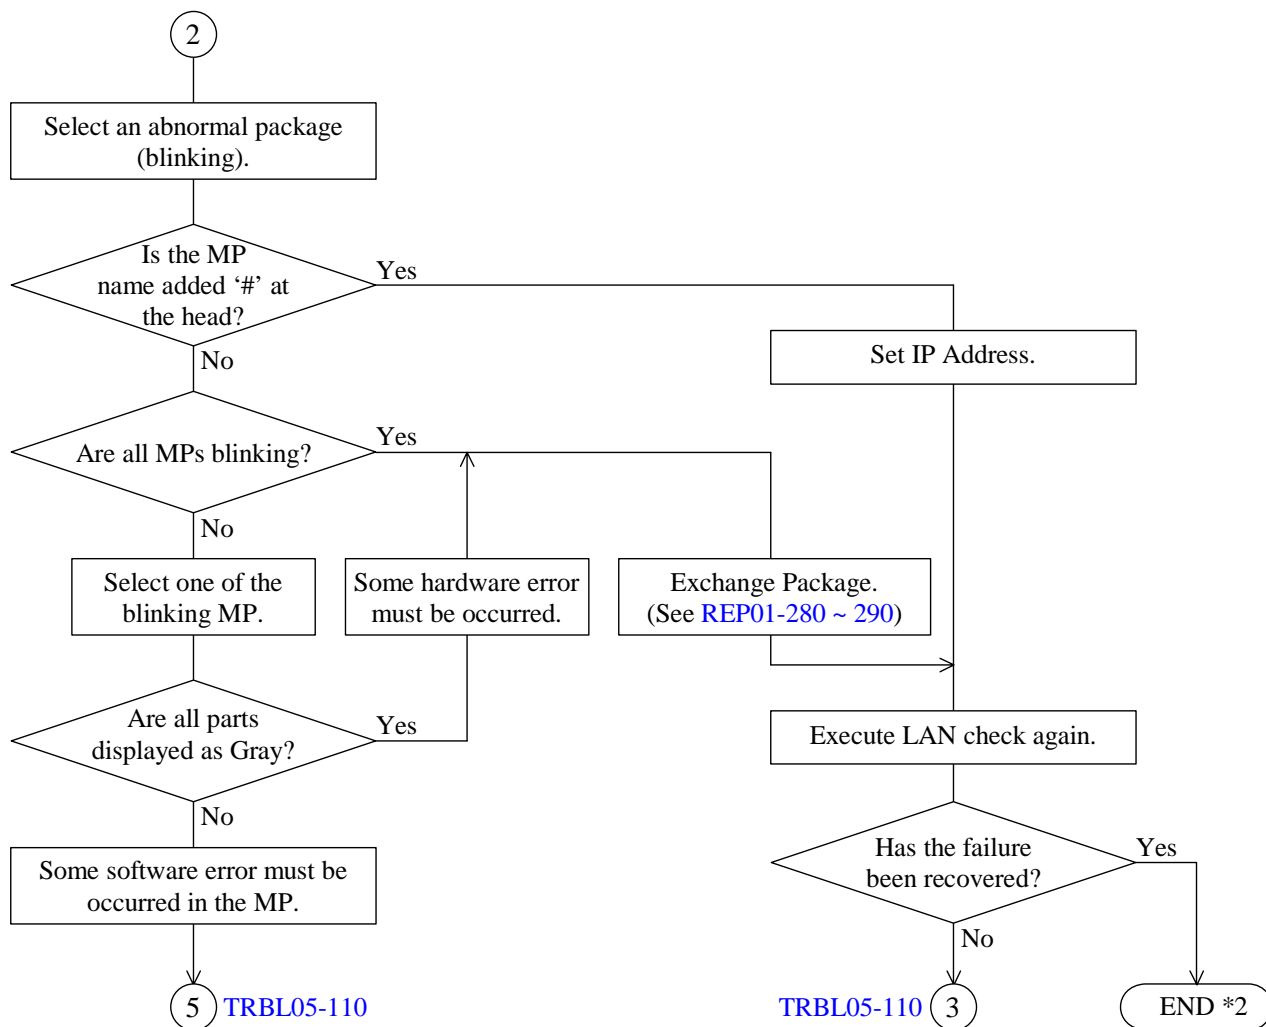 2
Select an abnormal package
(blinking).
Is the MP
name added ‘#’ at
the head?
Yes
No
Set IP Address.
Are all MPs blinking?
Yes
No
Select one of the
blinking MP.
Some hardware error
must be occurred.
Exchange Package.
(See REP01-280 ~ 290)
Are all parts
displayed as Gray?
Yes
No
Execute LAN check again.
Some software error must be
occurred in the MP.
Has the failure
been recovered?
Yes
No
5 TRBL05-110
TRBL05-110 3
END *2